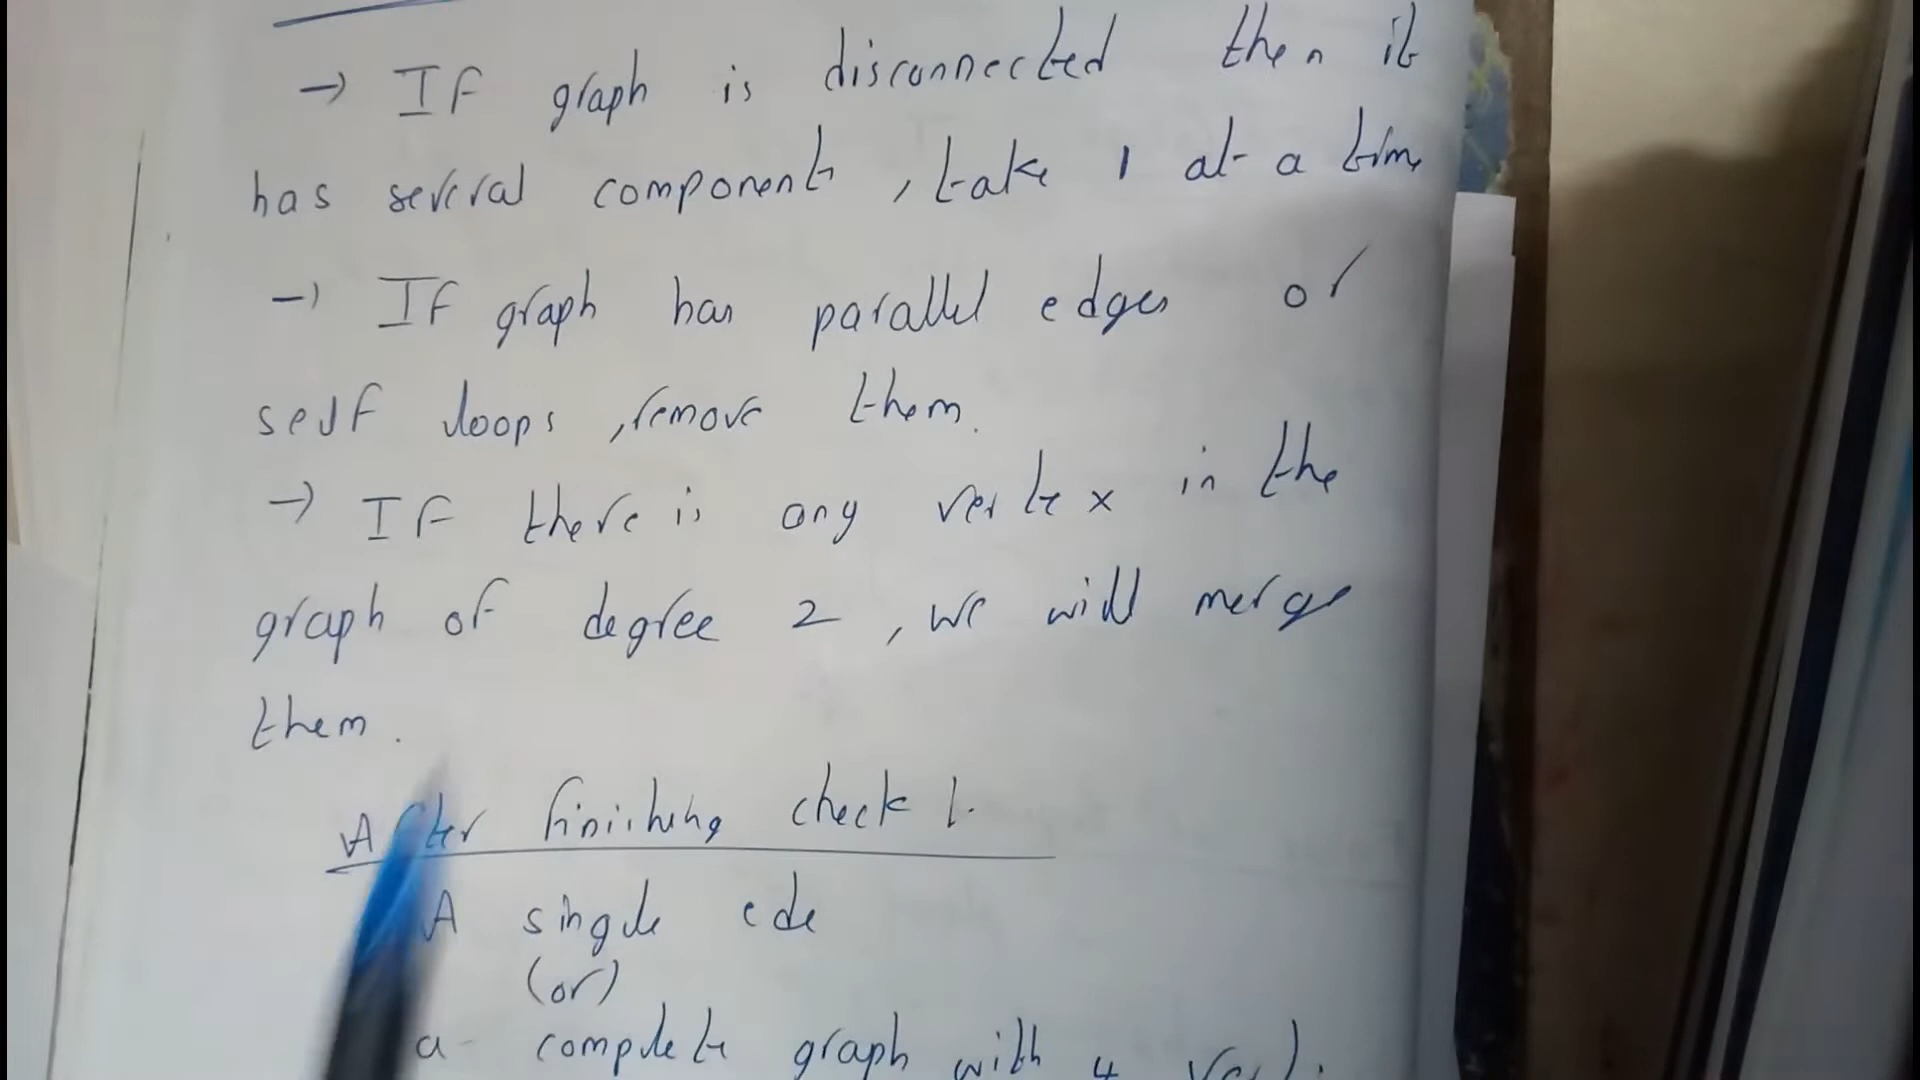 → If graph is disconnected then it
has several component, take 1 at a time
→ If graph has parallel edges or
self loops, remove them.
→ If there is any vertex in the
graph of degree 2, we will merge
them.
After finishing check 1.
A single ede
(or)
a complete graph with 4